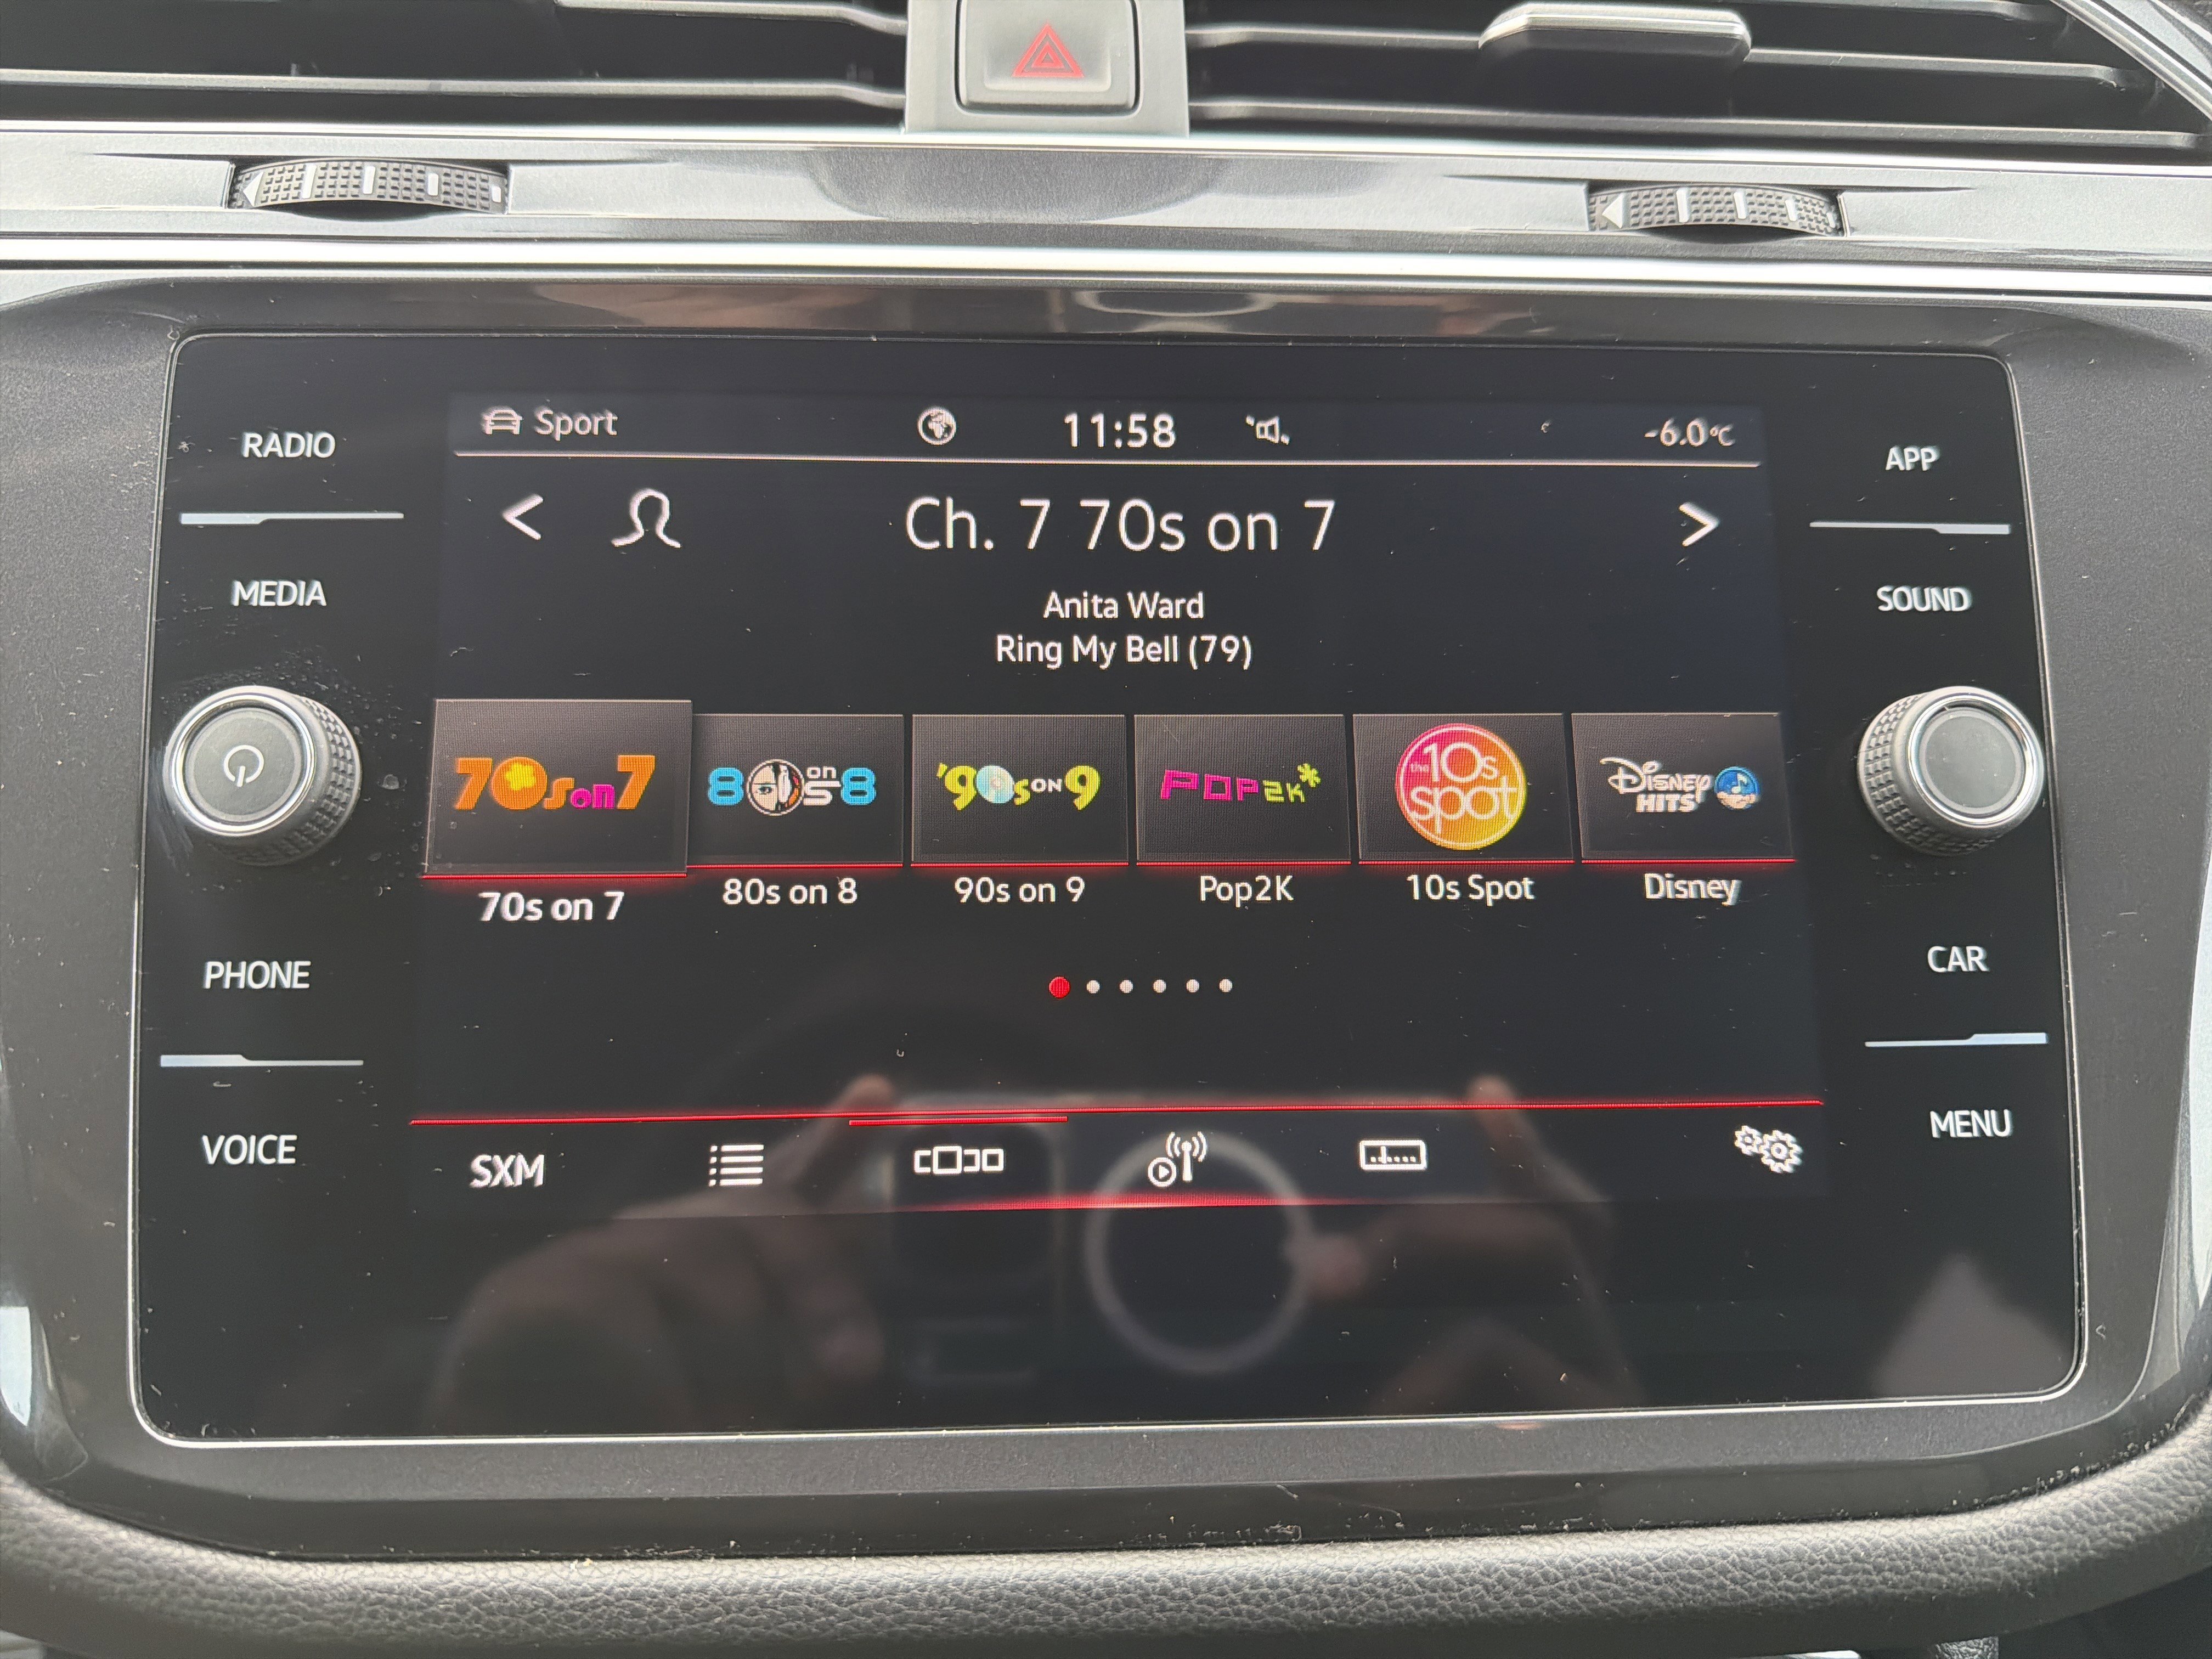 RADIO
MEDIA
PHONE
VOICE
Sport 11:58 -6.0°C
Ch. 7 70s on 7
Anita Ward
Ring My Bell (79)
70s on 7
80s on 8
'90s ON 9
POP2K*
the 10s spot
Disney HITS
70s on 7
80s on 8
90s on 9
Pop2K
10s Spot
Disney
SXM
APP
SOUND
CAR
MENU